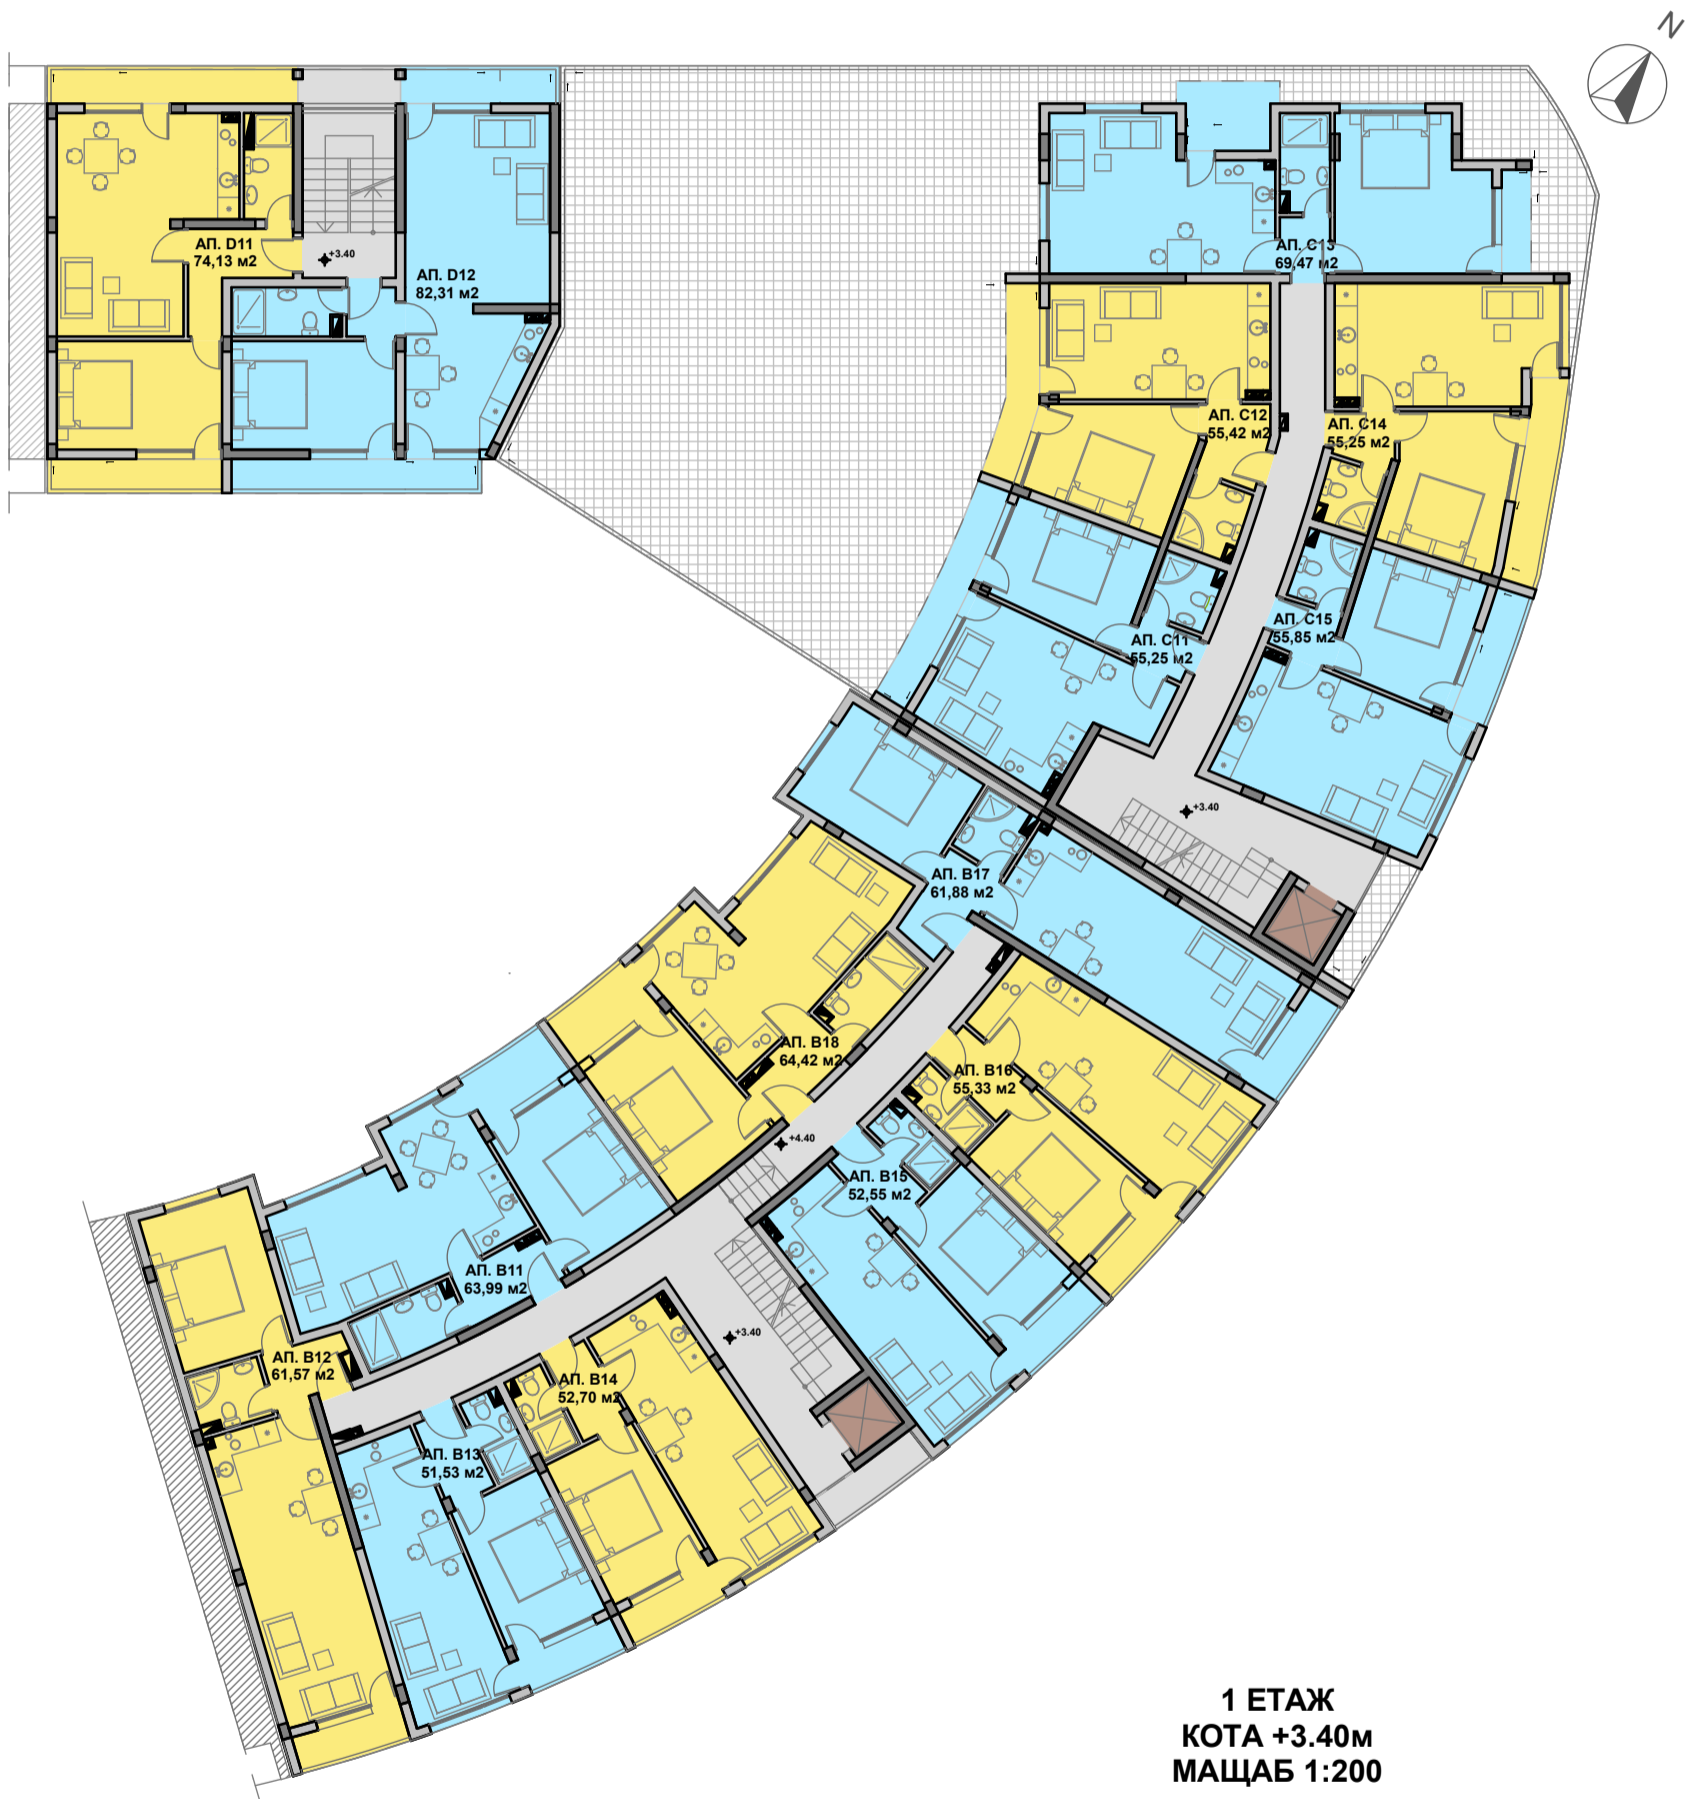 N
АП. D11
74,13 м2
+3.40
АП. D12
82,31 м2
АП. C13
69,47 м2
АП. C12
55,42 м2
АП. C14
55,25 м2
АП. C11
55,25 м2
АП. C15
55,85 м2
+3.40
АП. B17
61,88 м2
АП. B18
64,42 м2
АП. B16
55,33 м2
+4.40
АП. B15
52,55 м2
АП. B11
63,99 м2
+3.40
АП. B12
61,57 м2
АП. B14
52,70 м2
АП. B13
51,53 м2
1 ЕТАЖ
КОТА +3.40м
МАЩАБ 1:200